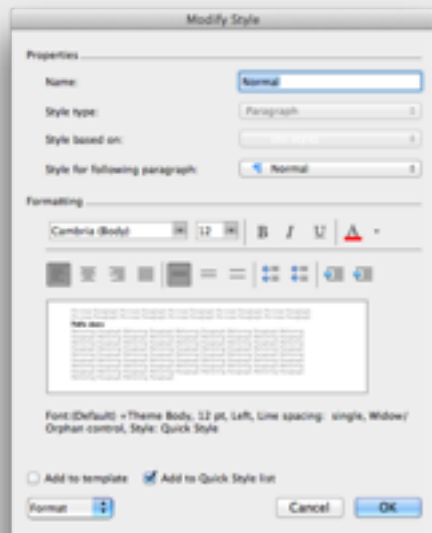 Modify Style
Properties
Name: Normal
Style type: Paragraph
Style based on:
Style for following paragraph: ¶ Normal
Formatting
Cambria (Body) 12 B I U A
Font:(Default) +Theme Body, 12 pt, Left, Line spacing: single, Widow/
Orphan control, Style: Quick Style
Add to template Add to Quick Style list
Format Cancel OK